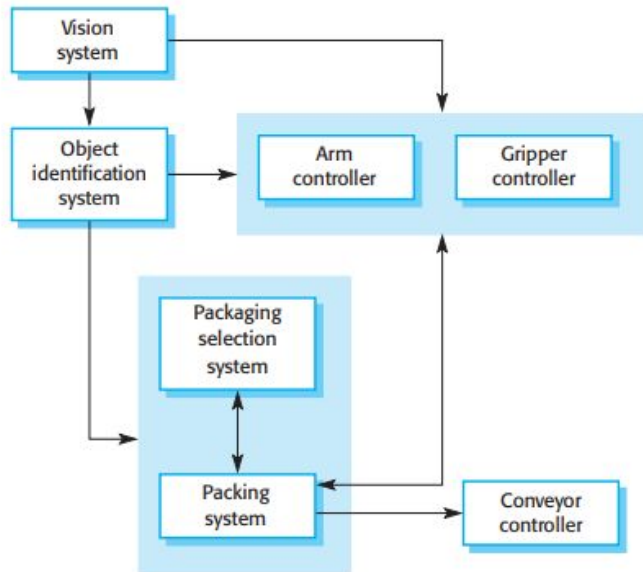 Vision
system
Object
identification
system
Arm
controller
Gripper
controller
Packaging
selection
system
Packing
system
Conveyor
controller